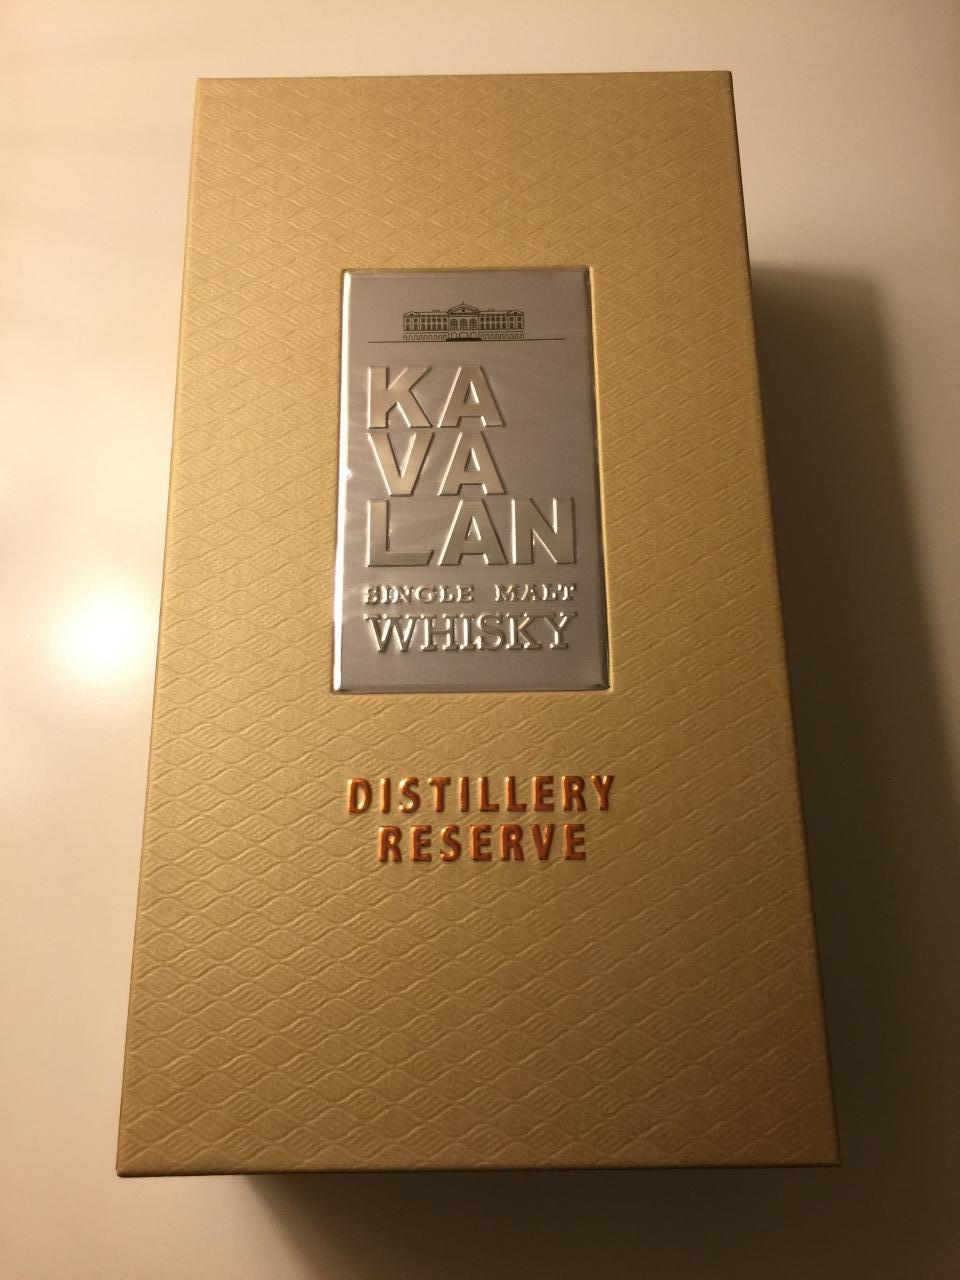 KA
VA
LAN
SINGLE MALT
WHISKY
DISTILLERY
RESERVE